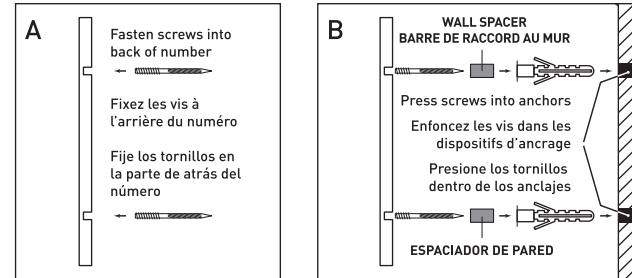 A
Fasten screws into
back of number
Fixez les vis à
l'arrière du numéro
Fije los tornillos en
la parte de atrás del
número
B
WALL SPACER
BARRE DE RACCORD AU MUR
Press screws into anchors
Enfoncez les vis dans les
dispositifs d'ancrage
Presione los tornillos
dentro de los anclajes
ESPACIADOR DE PARED